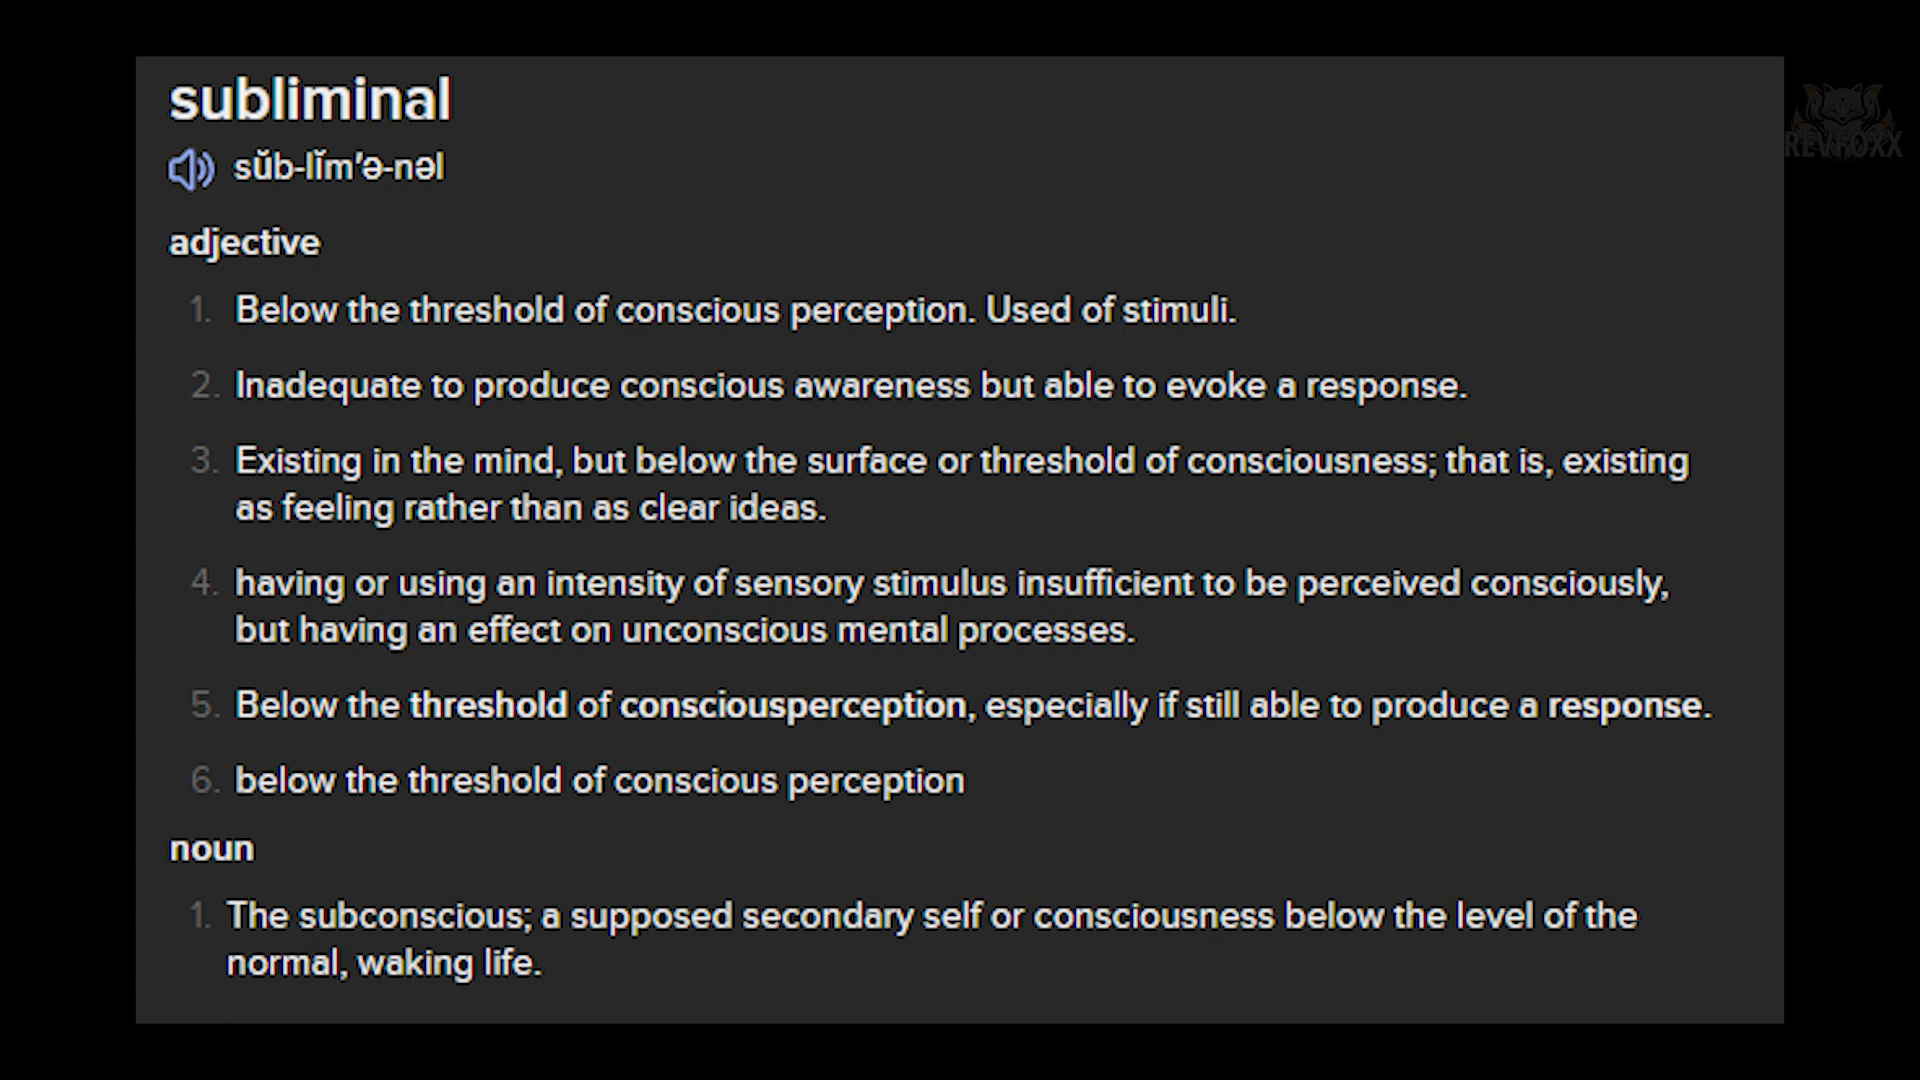 subliminal
sŭb-lĭm′ə-nəl
adjective
1. Below the threshold of conscious perception. Used of stimuli.
2. Inadequate to produce conscious awareness but able to evoke a response.
3. Existing in the mind, but below the surface or threshold of consciousness; that is, existing
as feeling rather than as clear ideas.
4. having or using an intensity of sensory stimulus insufficient to be perceived consciously,
but having an effect on unconscious mental processes.
5. Below the threshold of consciousperception, especially if still able to produce a response.
6. below the threshold of conscious perception
noun
1. The subconscious; a supposed secondary self or consciousness below the level of the
normal, waking life.
REVFOXX